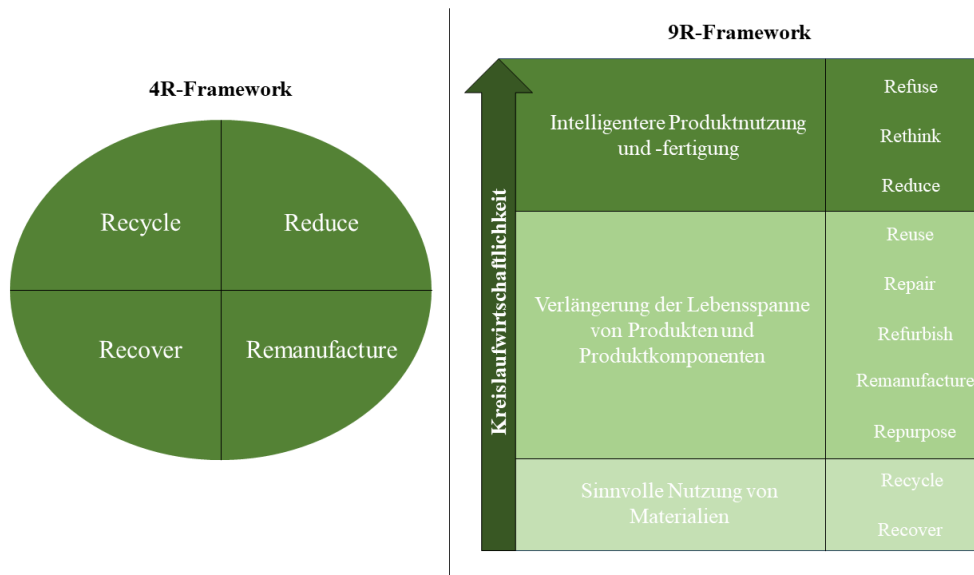 4R-Framework
Recycle
Reduce
Recover
Remanufacture
9R-Framework
Kreislaufwirtschaftlichkeit
Intelligentere Produktnutzung
und -fertigung
Refuse
Rethink
Reduce
Verlängerung der Lebensspanne
von Produkten und
Produktkomponenten
Reuse
Repair
Refurbish
Remanufacture
Repurpose
Sinnvolle Nutzung von
Materialien
Recycle
Recover